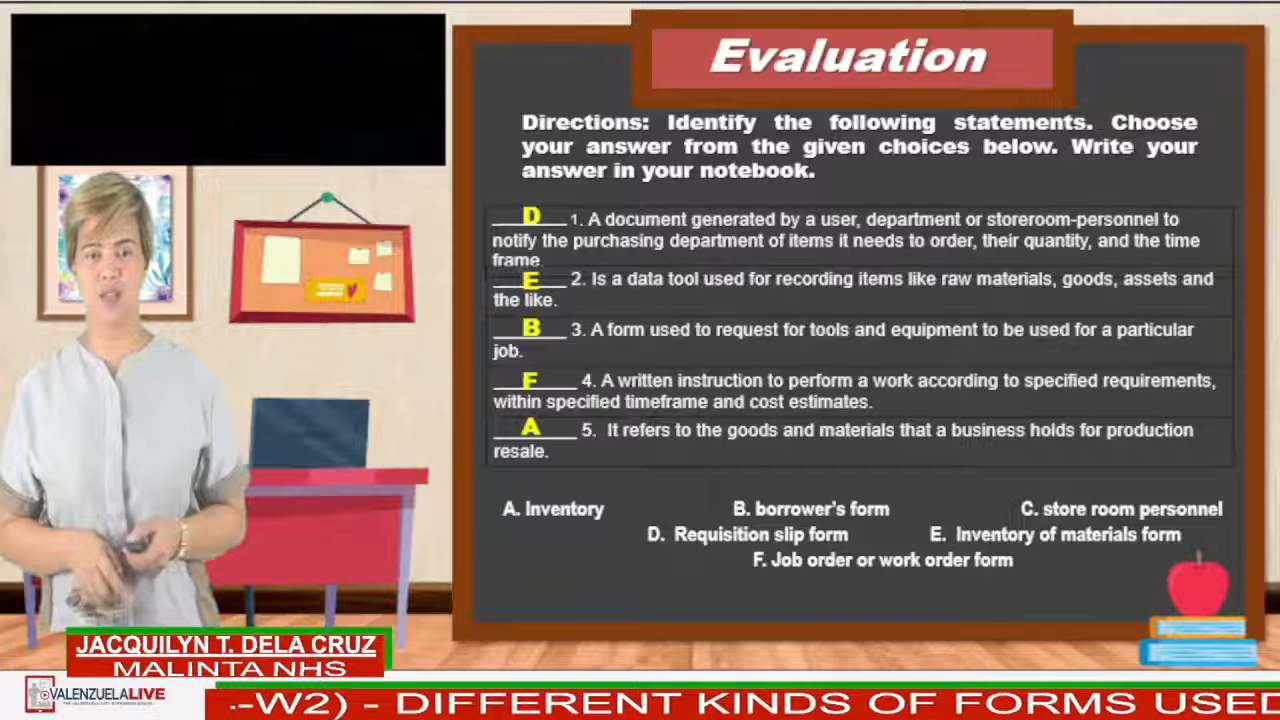 Evaluation
Directions: Identify the following statements. Choose
your answer from the given choices below. Write your
answer in your notebook.
D 1. A document generated by a user, department or storeroom-personnel to
notify the purchasing department of items it needs to order, their quantity, and the time
frame.
E 2. Is a data tool used for recording items like raw materials, goods, assets and
the like.
B 3. A form used to request for tools and equipment to be used for a particular
job.
F 4. A written instruction to perform a work according to specified requirements,
within specified timeframe and cost estimates.
A 5. It refers to the goods and materials that a business holds for production
resale.
A. Inventory B. borrower's form C. store room personnel
D. Requisition slip form E. Inventory of materials form
F. Job order or work order form
JACQUILYN T. DELA CRUZ
MALINTA NHS
VALENZUELALIVE
.-W2) - DIFFERENT KINDS OF FORMS USED